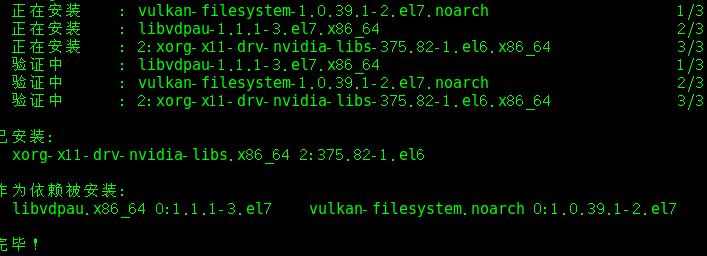 正在安装    : vulkan-filesystem-1.0.39.1-2.el7.noarch    1/3
正在安装    : libvdpau-1.1.1-3.el7.x86_64    2/3
正在安装    : 2:xorg-x11-drv-nvidia-libs-375.82-1.el6.x86_64    3/3
验证中      : libvdpau-1.1.1-3.el7.x86_64    1/3
验证中      : vulkan-filesystem-1.0.39.1-2.el7.noarch    2/3
验证中      : 2:xorg-x11-drv-nvidia-libs-375.82-1.el6.x86_64    3/3
已安装:
xorg-x11-drv-nvidia-libs.x86_64 2:375.82-1.el6
作为依赖被安装:
libvdpau.x86_64 0:1.1.1-3.el7    vulkan-filesystem.noarch 0:1.0.39.1-2.el7
完毕！